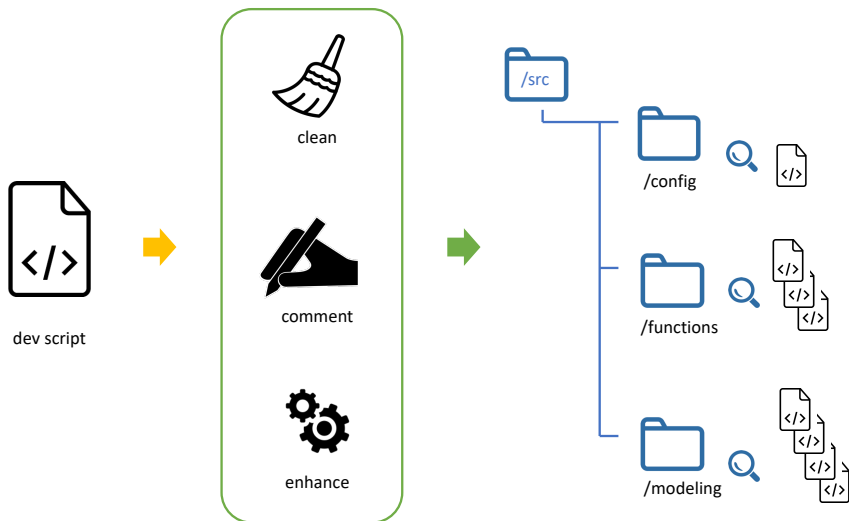 dev script
clean
comment
enhance
/src
/config
</>
/functions
</>
</>
</>
/modeling
</>
</>
</>
</>
</>